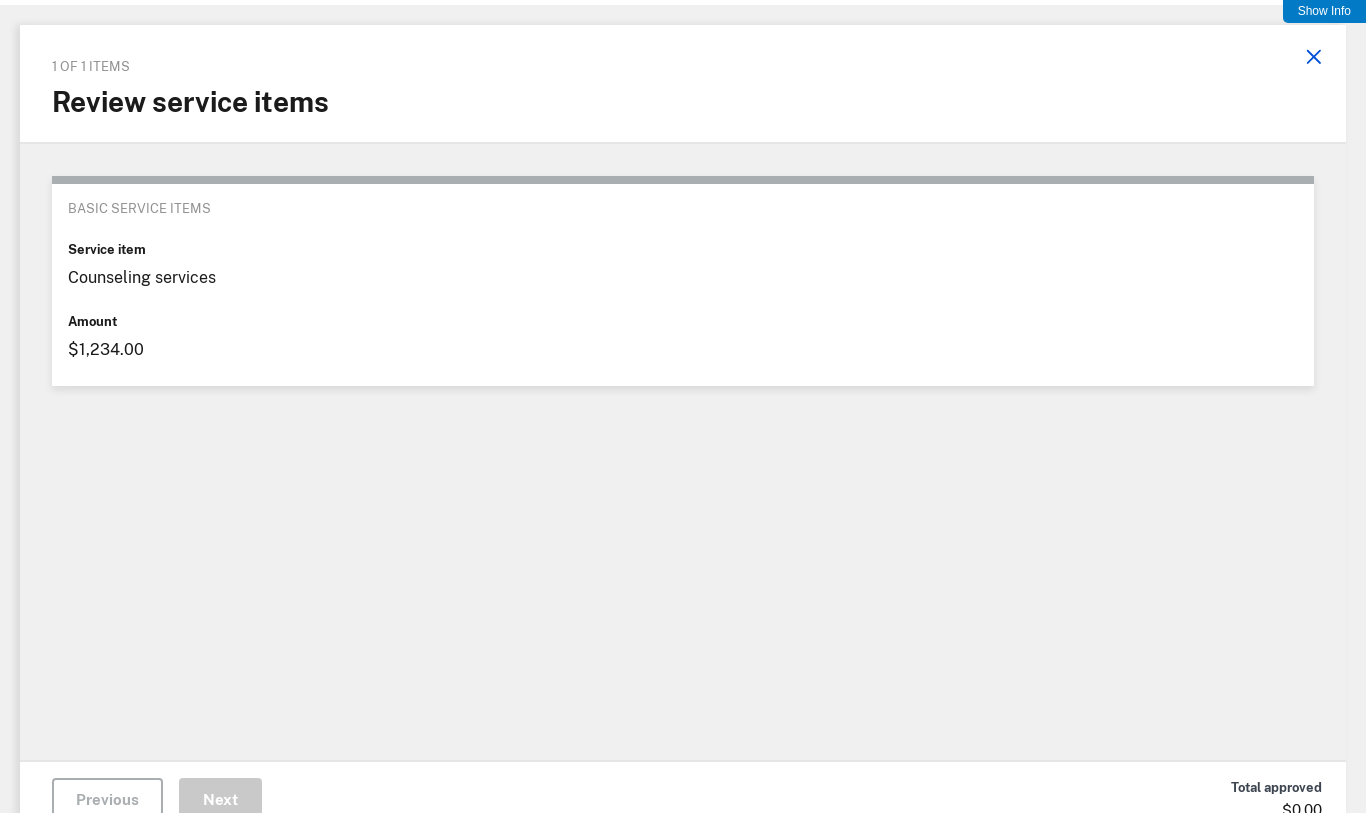 Show Info
1 OF 1 ITEMS
Review service items
BASIC SERVICE ITEMS
Service item
Counseling services
Amount
$1,234.00
Previous
Next
Total approved
$0.00